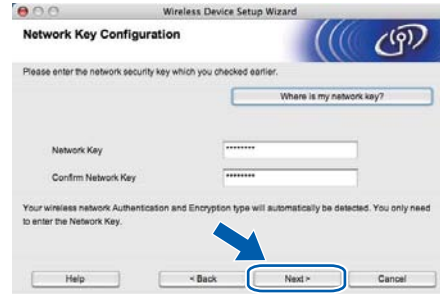 Wireless Device Setup Wizard
Network Key Configuration
Please enter the network security key which you checked earlier.
Where is my network key?
Network Key
********
Confirm Network Key
********
Your wireless network Authentication and Encryption type will automatically be detected. You only need
to enter the Network Key.
Help
< Back
Next >
Cancel